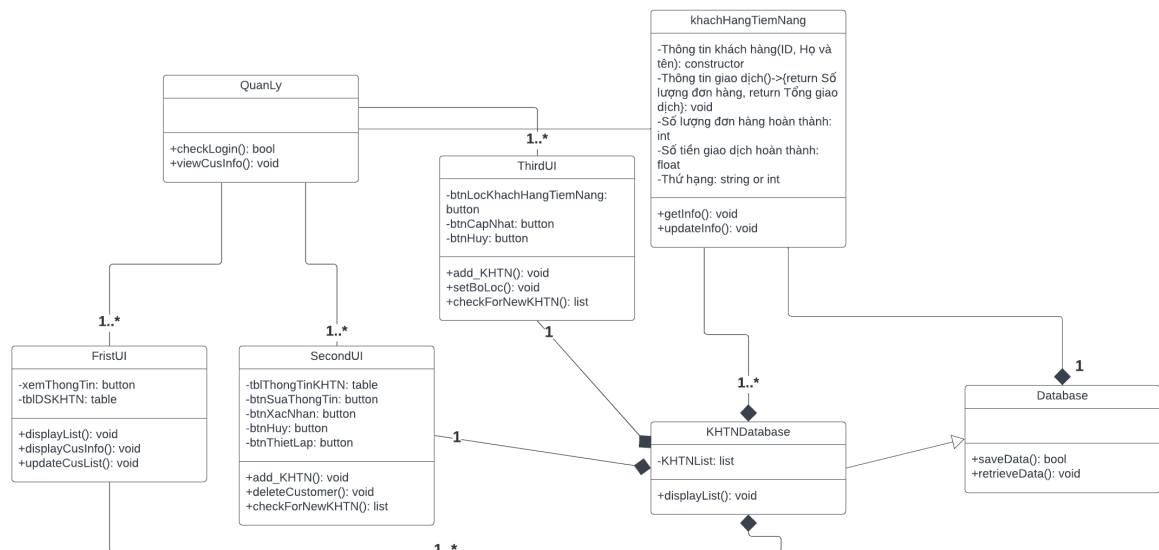 khachHangTiemNang
-Thông tin khách hàng(ID, Họ và
tên): constructor
-Thông tin giao dịch()->{return Số
lượng đơn hàng, return Tổng giao
dịch}: void
-Số lượng đơn hàng hoàn thành:
int
-Số tiền giao dịch hoàn thành:
float
-Thứ hạng: string or int
+getInfo(): void
+updateInfo(): void
QuanLy
+checkLogin(): bool
+viewCusInfo(): void
1..*
ThirdUI
-btnLocKhachHangTiemNang:
button
-btnCapNhat: button
-btnHuy: button
+add_KHTN(): void
+setBoLoc(): void
+checkForNewKHTN(): list
1
1..*
FristUI
-xemThongTin: button
-tblDSKHTN: table
+displayList(): void
+displayCusInfo(): void
+updateCusList(): void
1..*
SecondUI
-tblThongTinKHTN: table
-btnSuaThongTin: button
-btnXacNhan: button
-btnHuy: button
-btnThietLap: button
+add_KHTN(): void
+deleteCustomer(): void
+checkForNewKHTN(): list
1
1..*
KHTNDatabase
-KHTNList: list
+displayList(): void
1
Database
+saveData(): bool
+retrieveData(): void
1..*